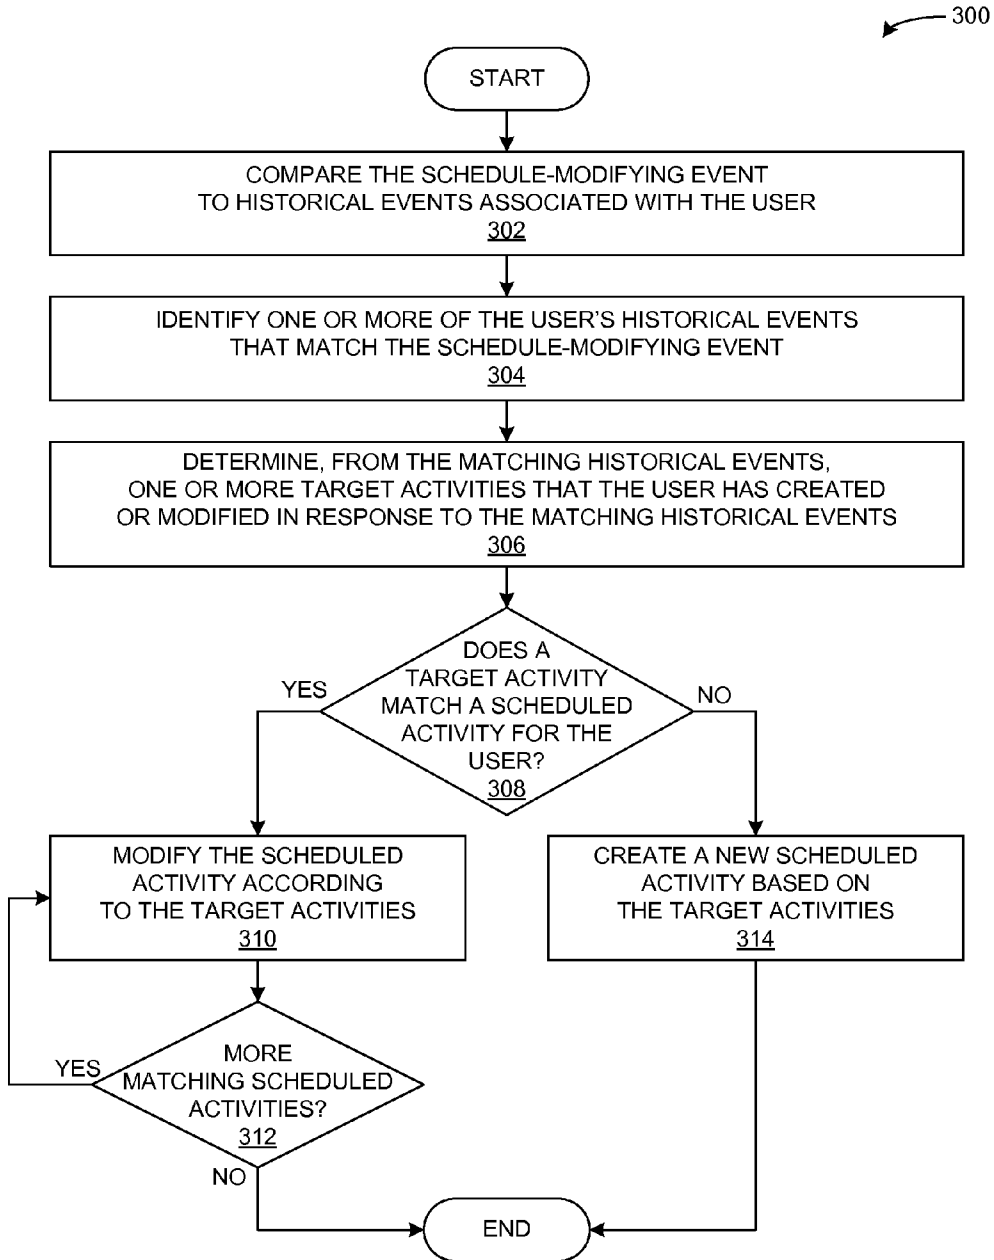 300
START
COMPARE THE SCHEDULE-MODIFYING EVENT
TO HISTORICAL EVENTS ASSOCIATED WITH THE USER
302
IDENTIFY ONE OR MORE OF THE USER'S HISTORICAL EVENTS
THAT MATCH THE SCHEDULE-MODIFYING EVENT
304
DETERMINE, FROM THE MATCHING HISTORICAL EVENTS,
ONE OR MORE TARGET ACTIVITIES THAT THE USER HAS CREATED
OR MODIFIED IN RESPONSE TO THE MATCHING HISTORICAL EVENTS
306
DOES A
TARGET ACTIVITY
MATCH A SCHEDULED
ACTIVITY FOR THE
USER?
308
YES
NO
MODIFY THE SCHEDULED
ACTIVITY ACCORDING
TO THE TARGET ACTIVITIES
310
CREATE A NEW SCHEDULED
ACTIVITY BASED ON
THE TARGET ACTIVITIES
314
MORE
MATCHING SCHEDULED
ACTIVITIES?
312
YES
NO
END